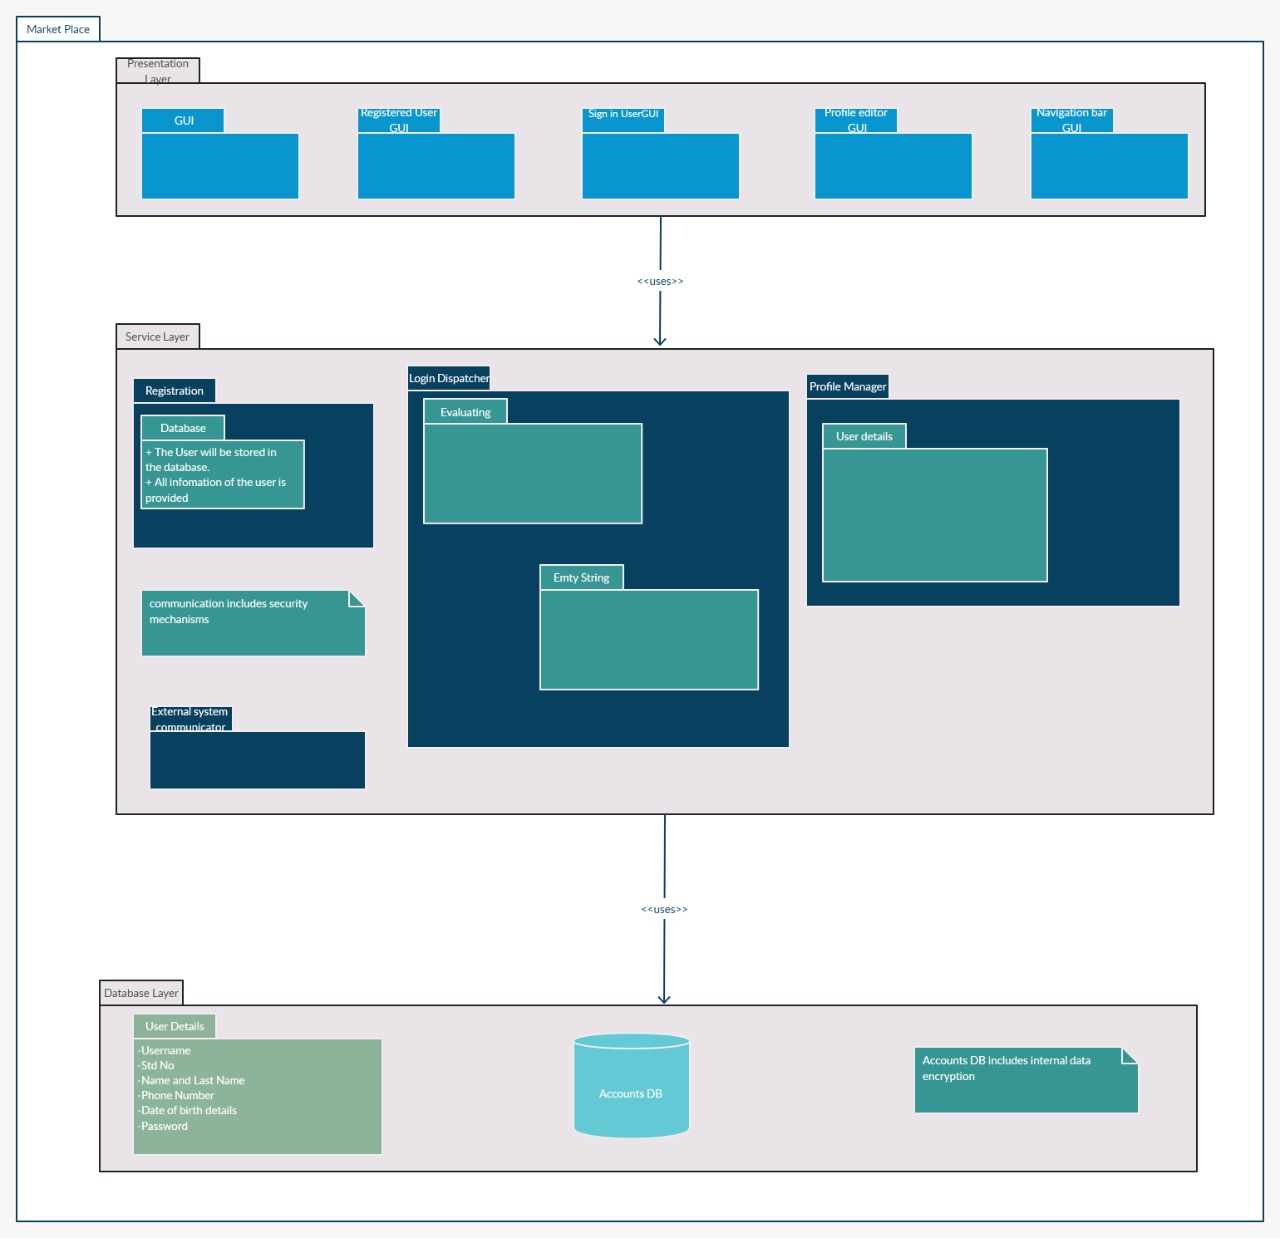 Market Place
Presentation
Layer
GUI
Registered User
GUI
Sign in UserGUI
Profile editor
GUI
Navigation bar
GUI
<<uses>>
Service Layer
Registration
Database
+ The User will be stored in
the database.
+ All infomation of the user is
provided
communication includes security
mechanisms
External system
communicator
Login Dispatcher
Evaluating
Emty String
Profile Manager
User details
<<uses>>
Database Layer
User Details
-Username
-Std No
-Name and Last Name
-Phone Number
-Date of birth details
-Password
Accounts DB
Accounts DB includes internal data
encryption